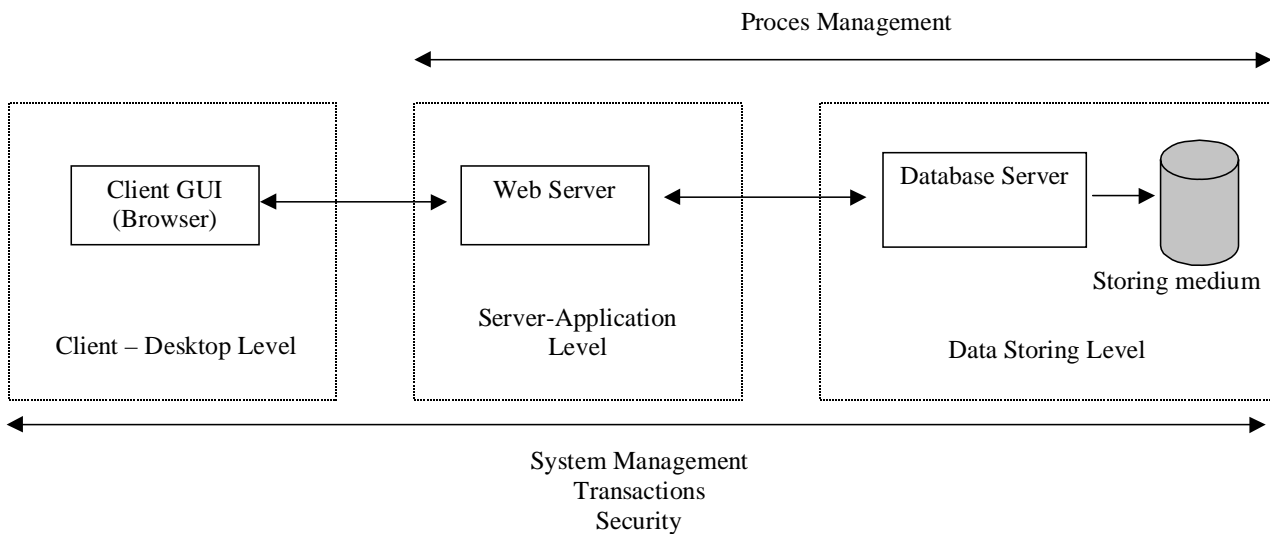 Proces Management
Client GUI
(Browser)
Web Server
Database Server
Storing medium
Client – Desktop Level
Server-Application
Level
Data Storing Level
System Management
Transactions
Security